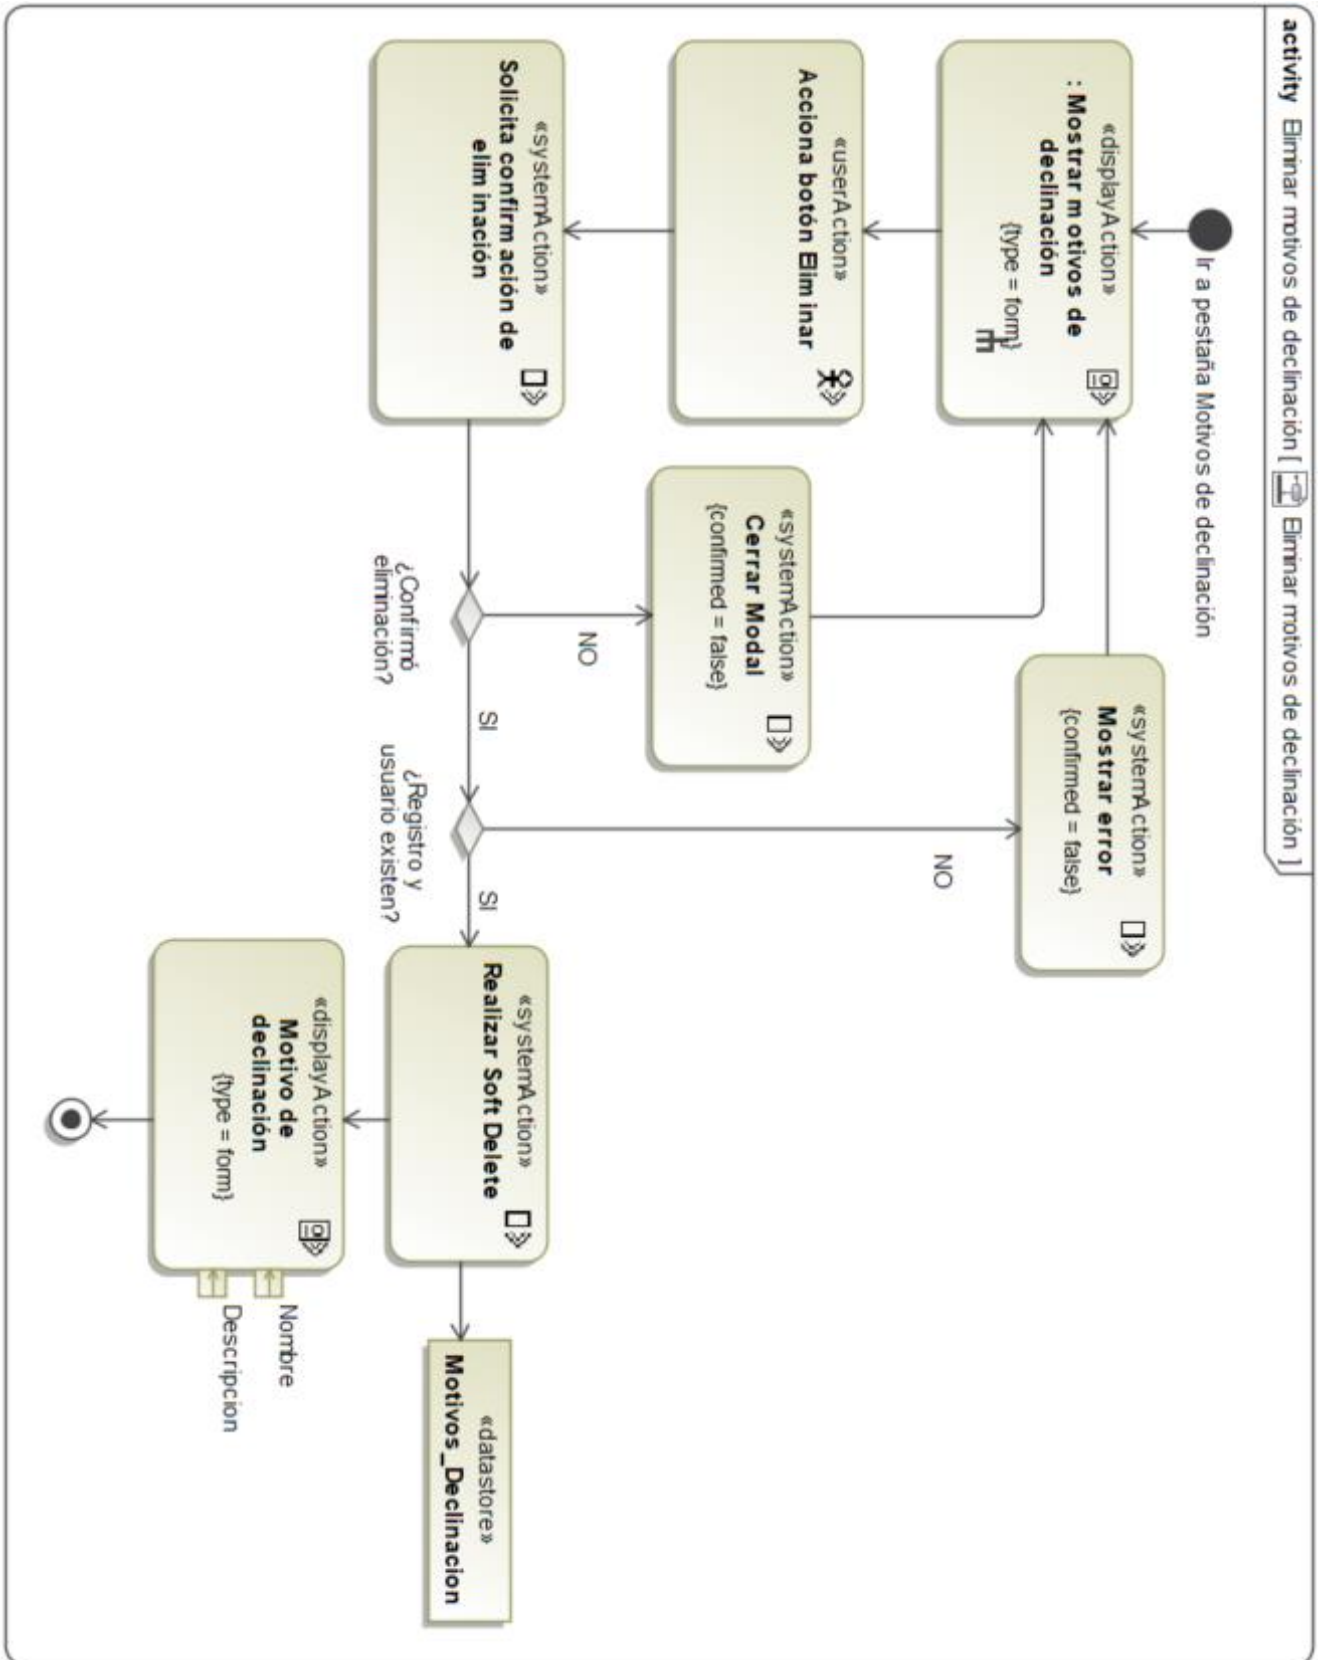 activity Eliminar motivos de declinación [ Eliminar motivos de declinación ]
Ir a pestaña Motivos de declinación
«displayAction»
: Mostrar motivos de
declinación
{type = form}
«userAction»
Acciona botón Eliminar
«systemAction»
Solicita confirmación de
eliminación
¿Confirmó
eliminación?
NO
«systemAction»
Cerrar Modal
{confirmed = false}
SI
¿Registro y
usuario existen?
NO
«systemAction»
Mostrar error
{confirmed = false}
SI
«systemAction»
Realizar Soft Delete
«datastore»
Motivos_Declinacion
«displayAction»
Motivo de
declinación
{type = form}
Nombre
Descripcion